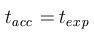 t_{acc} = t_{exp}